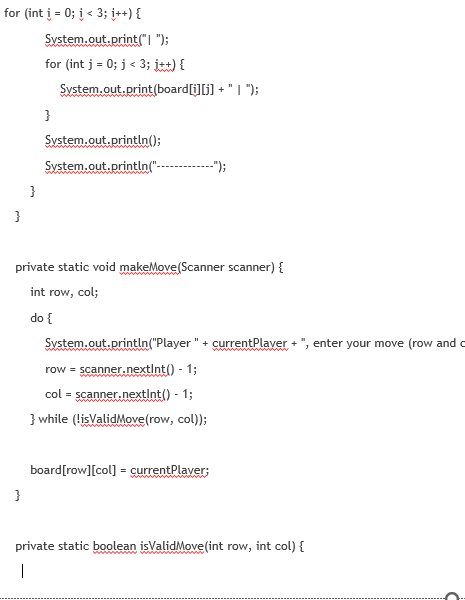 for (int i = 0; i < 3; i++) {
System.out.print("| ");
for (int j = 0; j < 3; j++) {
System.out.print(board[i][j] + " | ");
}
System.out.println();
System.out.println("-------------");
}
}
private static void makeMove(Scanner scanner) {
int row, col;
do {
System.out.println("Player " + currentPlayer + ", enter your move (row and c
row = scanner.nextInt() - 1;
col = scanner.nextInt() - 1;
} while (!isValidMove(row, col));
board[row][col] = currentPlayer;
}
private static boolean isValidMove(int row, int col) {